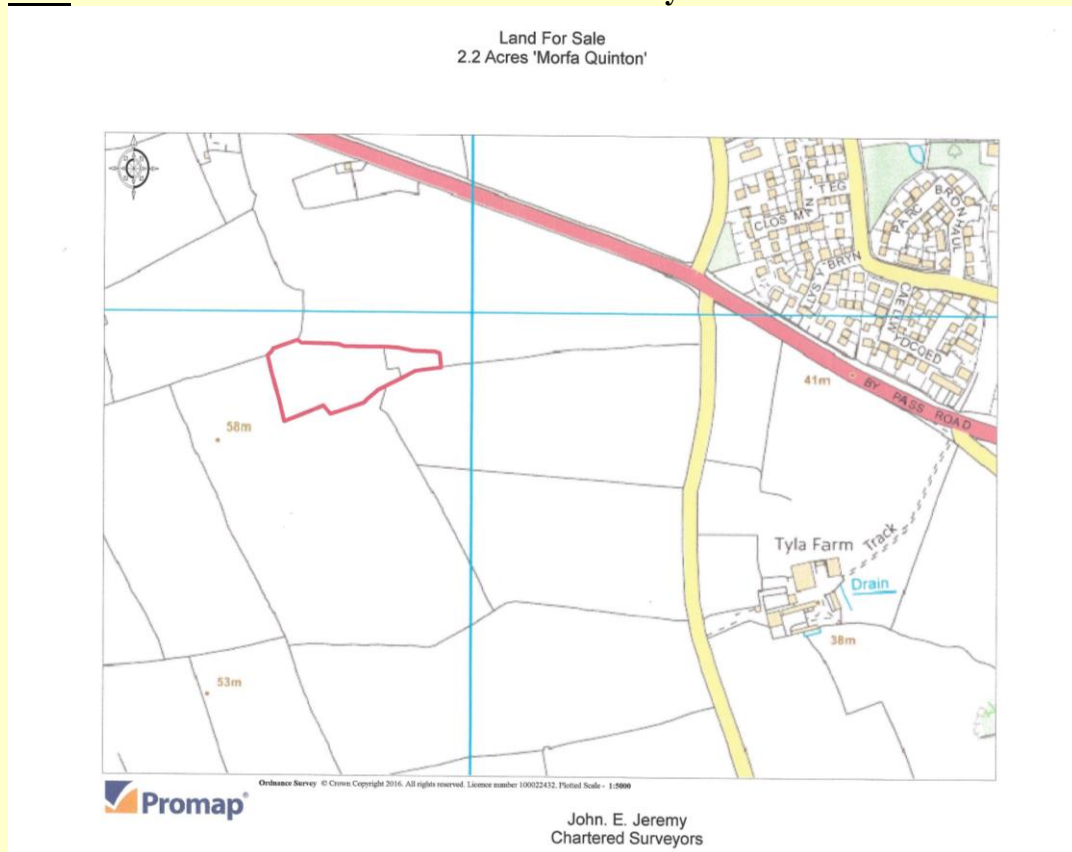 Land For Sale
2.2 Acres 'Morfa Quinton'
TEG
CLOS MAN
PARC
BRON HAUL
BRYN
Y SATL
CAE LLWYDCOED
41m
BY PASS ROAD
58m
Tyla Farm
Track
Drain
38m
53m
Ordnance Survey © Crown Copyright 2016. All rights reserved. Licence number 100022432. Plotted Scale - 1:5000
Promap®
John. E. Jeremy
Chartered Surveyors